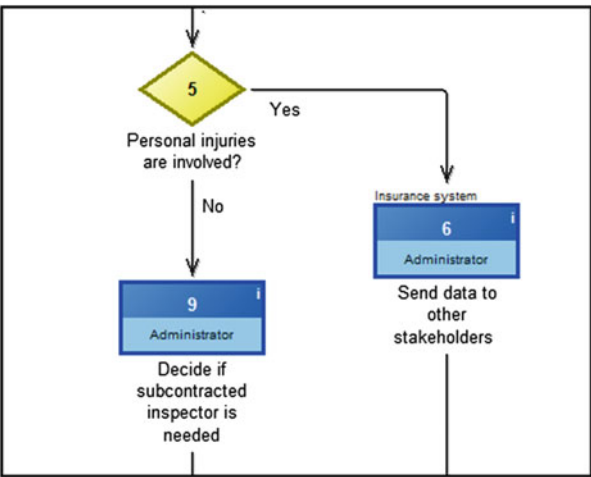 5
Yes
Personal injuries
are involved?
No
Insurance system
6
i
Administrator
Send data to
other
stakeholders
9
i
Administrator
Decide if
subcontracted
inspector is
needed